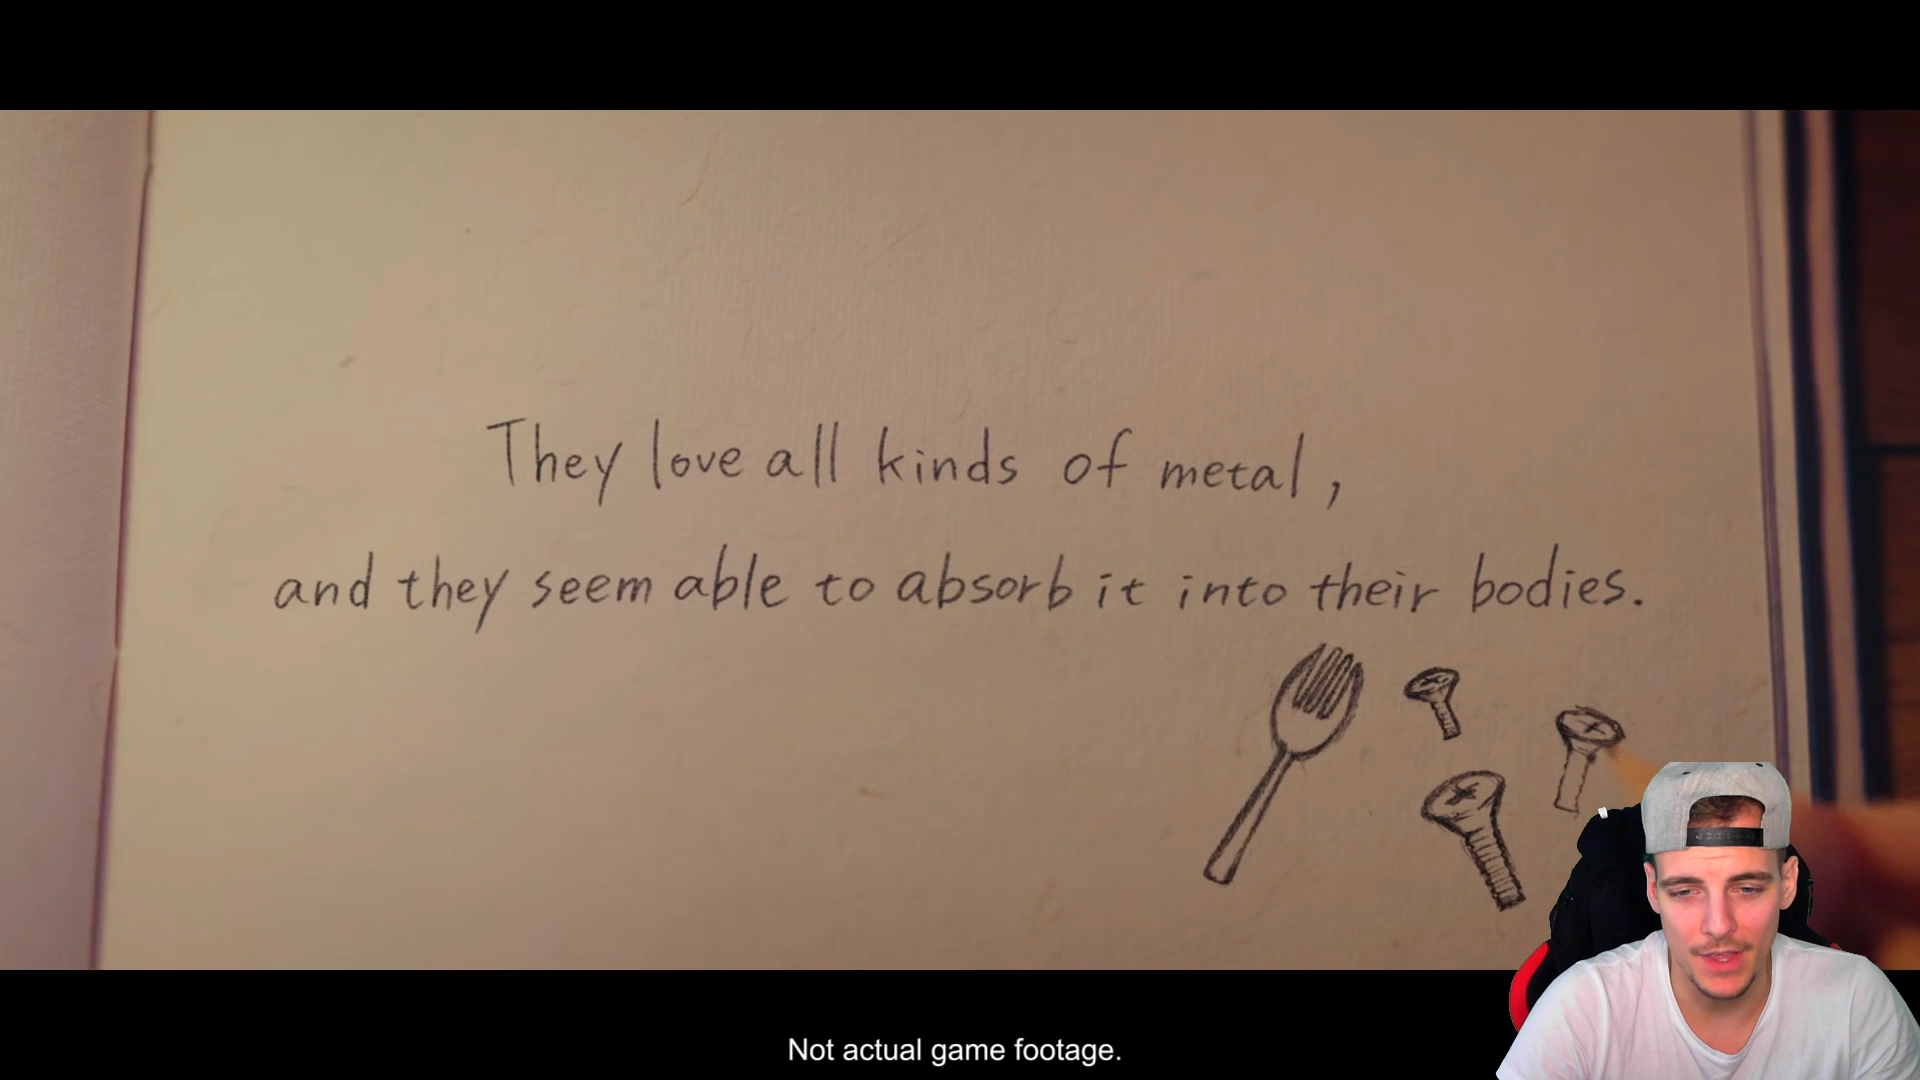 They love all kinds of metal,
and they seem able to absorb it into their bodies.
Not actual game footage.